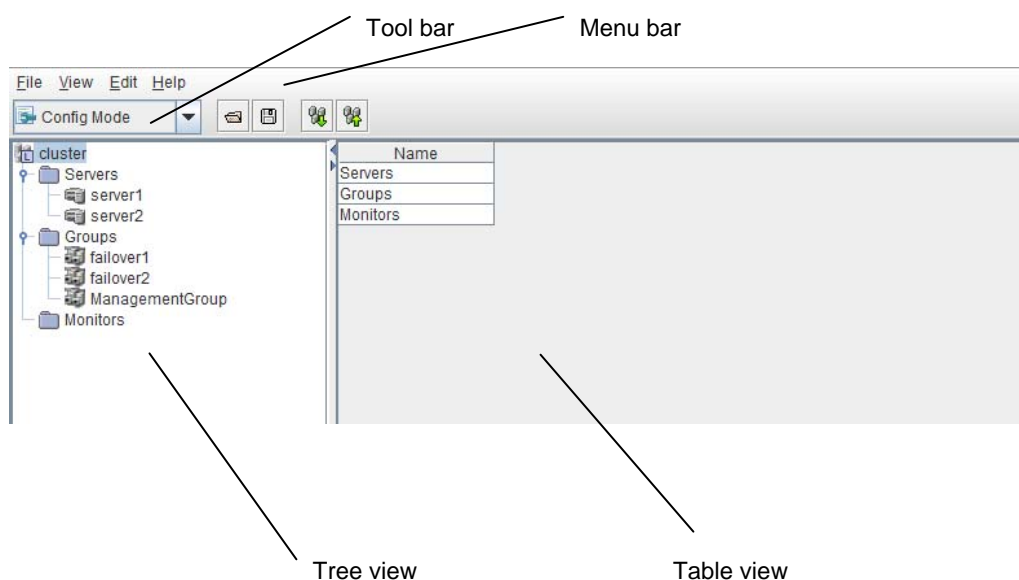 Tool bar
Menu bar
File View Edit Help
Config Mode
cluster
Servers
server1
server2
Groups
failover1
failover2
ManagementGroup
Monitors
Name
Servers
Groups
Monitors
Tree view
Table view